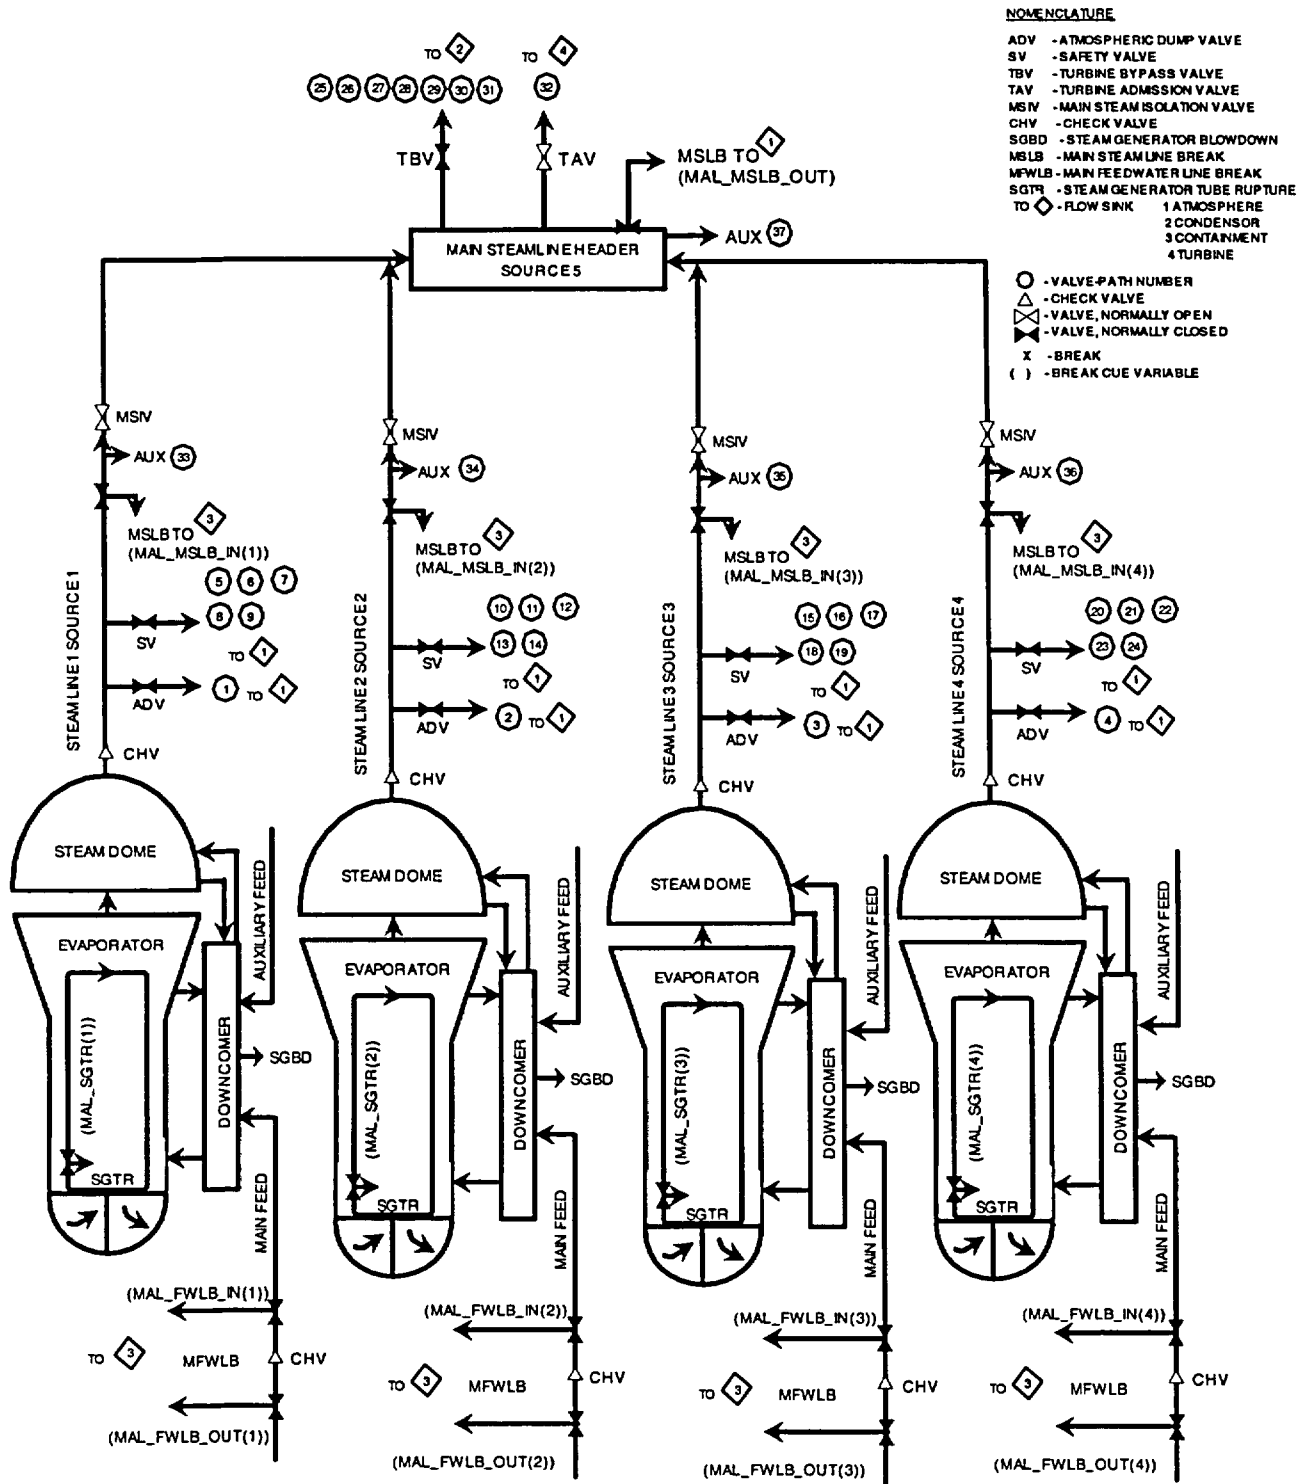 NOMENCLATURE
ADV - ATMOSPHERIC DUMP VALVE
SV - SAFETY VALVE
TBV - TURBINE BYPASS VALVE
TAV - TURBINE ADMISSION VALVE
MSIV - MAIN STEAM ISOLATION VALVE
CHV - CHECK VALVE
SGBD - STEAM GENERATOR BLOWDOWN
MSLB - MAIN STEAM LINE BREAK
MFWLB - MAIN FEEDWATER LINE BREAK
SGTR - STEAM GENERATOR TUBE RUPTURE
TO - FLOW SINK 1 ATMOSPHERE
2 CONDENSOR
3 CONTAINMENT
4 TURBINE
- VALVE-PATH NUMBER
- CHECK VALVE
- VALVE, NORMALLY OPEN
- VALVE, NORMALLY CLOSED
X - BREAK
( ) - BREAK CUE VARIABLE
TO 2
TO 4
25 26 27 28 29 30 31
32
TBV
TAV
MSLB TO 1
(MAL_MSLB_OUT)
MAIN STEAMLINE HEADER
SOURCE 5
AUX 37
MSIV
AUX 33
MSLB TO 3
(MAL_MSLB_IN(1))
5 6 7
8 9
SV
TO 1
1 TO 1
ADV
STEAM LINE 1 SOURCE 1
CHV
MSIV
AUX 34
MSLB TO 3
(MAL_MSLB_IN(2))
10 11 12
13 14
SV
TO 1
2 TO 1
ADV
STEAM LINE 2 SOURCE 2
CHV
MSIV
AUX 35
MSLB TO 3
(MAL_MSLB_IN(3))
15 16 17
18 19
SV
TO 1
3 TO 1
ADV
STEAM LINE 3 SOURCE 3
CHV
MSIV
AUX 36
MSLB TO 3
(MAL_MSLB_IN(4))
20 21 22
23 24
SV
TO 1
4 TO 1
ADV
STEAM LINE 4 SOURCE 4
CHV
STEAM DOME
EVAPORATOR
(MAL_SGTR(1))
SGTR
DOWNCOMER
AUXILIARY FEED
SGBD
MAIN FEED
(MAL_FWLB_IN(1))
TO 3 MFWLB
CHV
(MAL_FWLB_OUT(1))
STEAM DOME
EVAPORATOR
(MAL_SGTR(2))
SGTR
DOWNCOMER
AUXILIARY FEED
SGBD
MAIN FEED
(MAL_FWLB_IN(2))
TO 3 MFWLB
CHV
(MAL_FWLB_OUT(2))
STEAM DOME
EVAPORATOR
(MAL_SGTR(3))
SGTR
DOWNCOMER
AUXILIARY FEED
SGBD
MAIN FEED
(MAL_FWLB_IN(3))
TO 3 MFWLB
CHV
(MAL_FWLB_OUT(3))
STEAM DOME
EVAPORATOR
(MAL_SGTR(4))
SGTR
DOWNCOMER
AUXILIARY FEED
SGBD
MAIN FEED
(MAL_FWLB_IN(4))
TO 3 MFWLB
CHV
(MAL_FWLB_OUT(4))